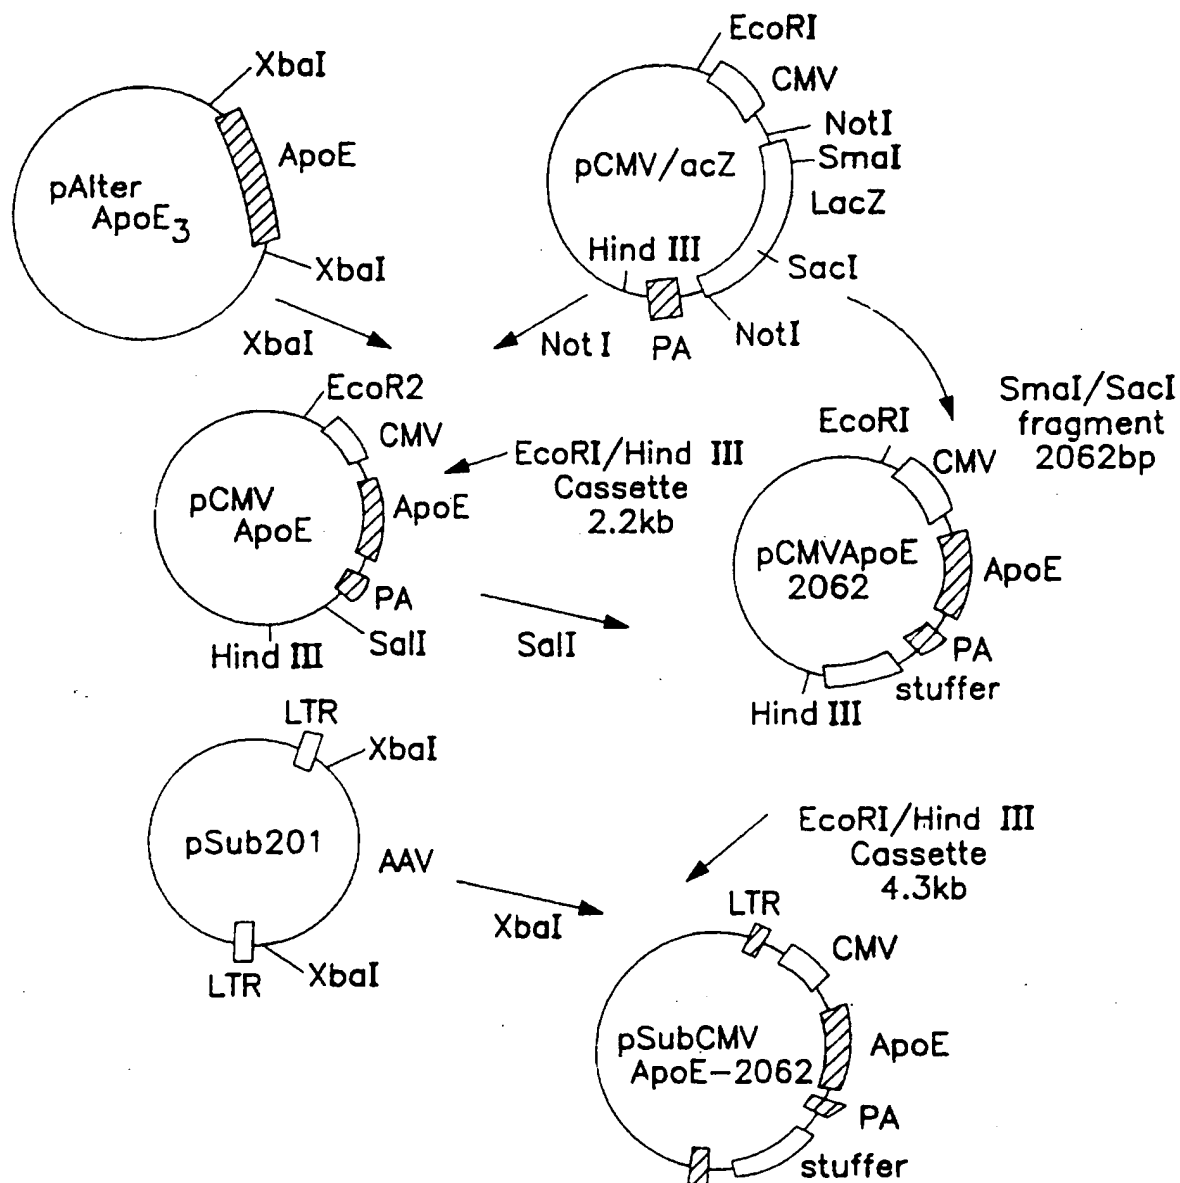 EcoRI
XbaI
CMV
NotI
ApoE
pCMV/acZ
SmaI
pAlter
ApoE3
LacZ
Hind III
SacI
XbaI
XbaI
Not I
PA
NotI
EcoR2
SmaI/SacI
fragment
2062bp
CMV
EcoRI
EcoRI/Hind III
Cassette
2.2kb
CMV
pCMV
ApoE
ApoE
pCMVApoE
2062
ApoE
PA
SalI
SalI
Hind III
PA
stuffer
Hind III
LTR
XbaI
pSub201
AAV
EcoRI/Hind III
Cassette
4.3kb
XbaI
LTR
CMV
LTR
XbaI
pSubCMV
ApoE-2062
ApoE
PA
stuffer